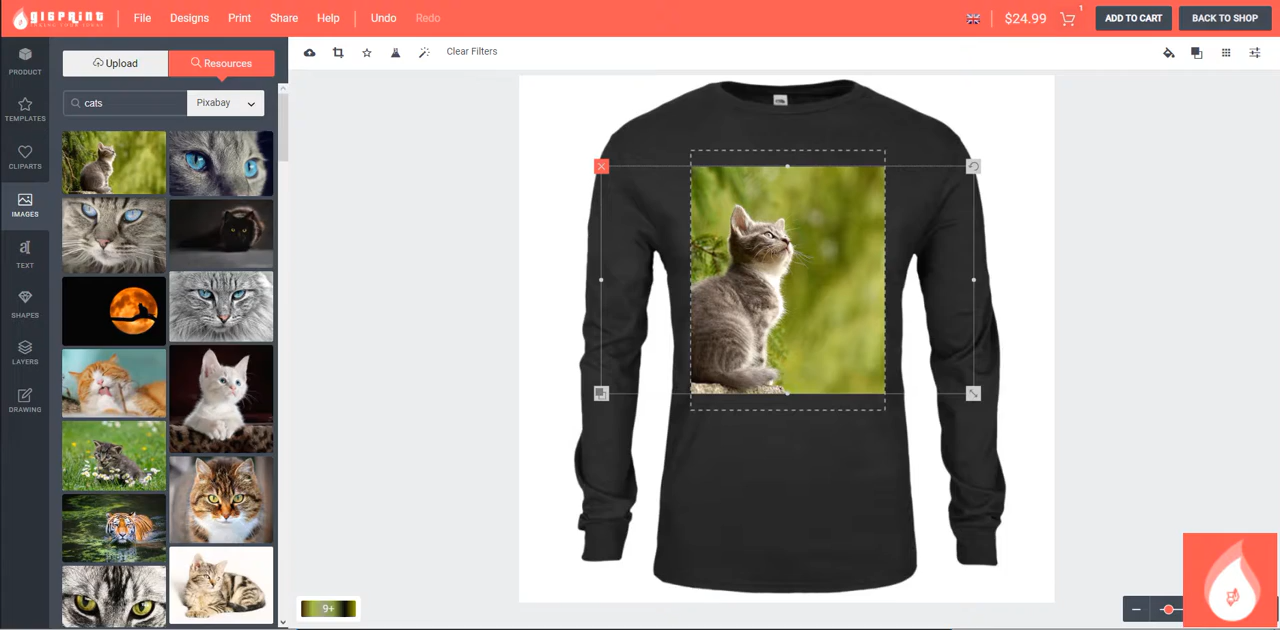 GISPRINT
File Designs Print Share Help Undo Redo $24.99 1 ADD TO CART BACK TO SHOP
PRODUCT
TEMPLATES
CLIPARTS
IMAGES
TEXT
SHAPES
LAYERS
DRAWING
Upload Resources
cats Pixabay
Clear Filters
9+